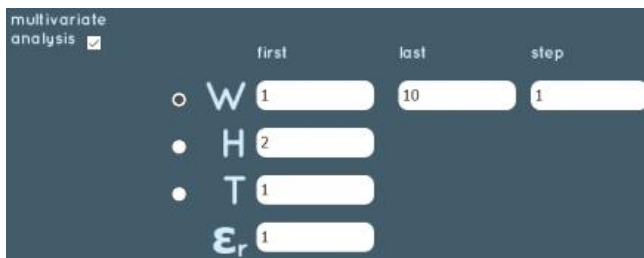 multivariate
analysis
first last step
W 1 10 1
H 2
T 1
εr 1